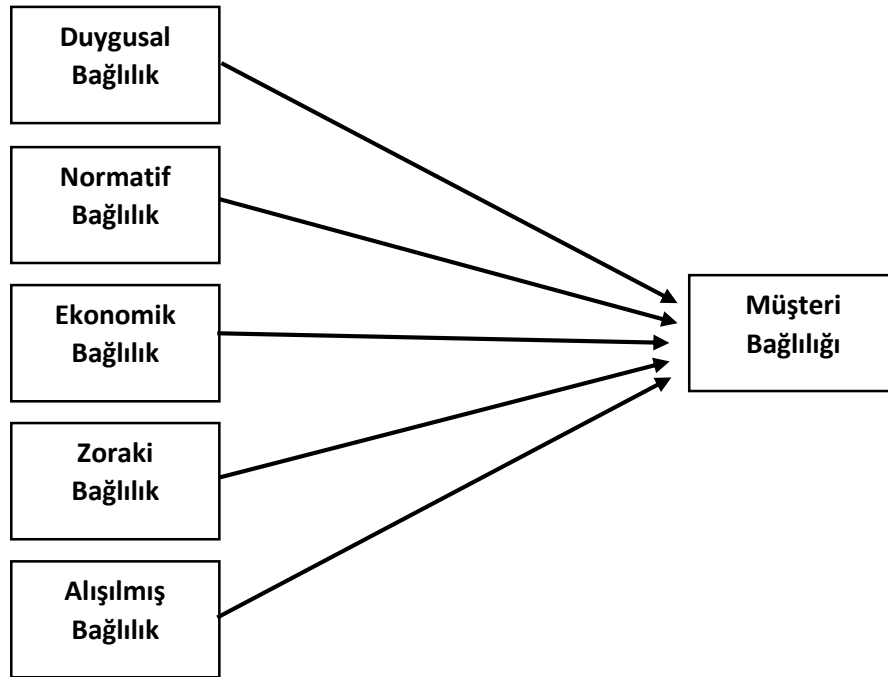 Duygusal
Bağlılık
Normatif
Bağlılık
Ekonomik
Bağlılık
Zoraki
Bağlılık
Alışılmış
Bağlılık
Müşteri
Bağlılığı